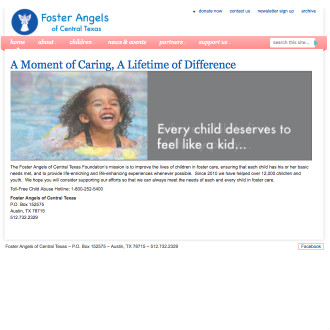 Foster Angels
of Central Texas
donate now contact us newsletter sign up archive
home about children news & events partners support us search this site...
A Moment of Caring, A Lifetime of Difference
Every child deserves to
feel like a kid...
The Foster Angels of Central Texas Foundation's mission is to improve the lives of children in foster care, ensuring that each child has his or her basic
needs met, and to provide life-enriching and life-enhancing experiences whenever possible. Since 2010 we have helped over 12,000 children and
youth. We hope you will consider supporting our efforts so that we can always meet the needs of each and every child in foster care.
Toll-Free Child Abuse Hotline: 1-800-252-5400
Foster Angels of Central Texas
P.O. Box 152575
Austin, TX 78715
512.732.2329
Foster Angels of Central Texas ~ P.O. Box 152575 ~ Austin, TX 78715 ~ 512.732.2329 Facebook